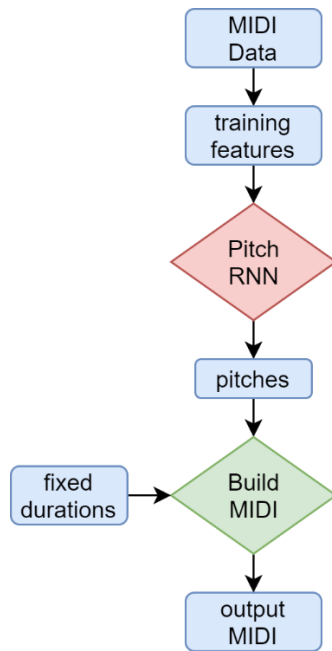 MIDI
Data
training
features
Pitch
RNN
pitches
fixed
durations
Build
MIDI
output
MIDI